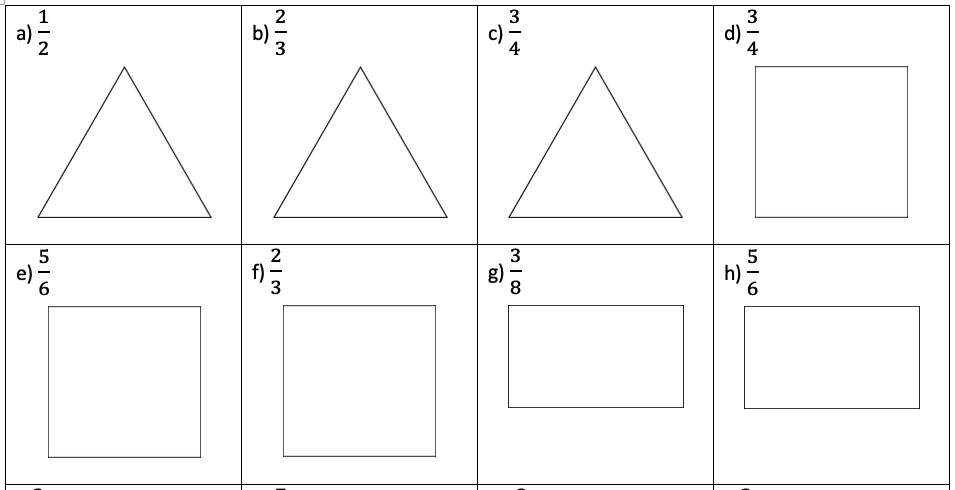 a) 1/2
b) 2/3
c) 3/4
d) 3/4
e) 5/6
f) 2/3
g) 3/8
h) 5/6